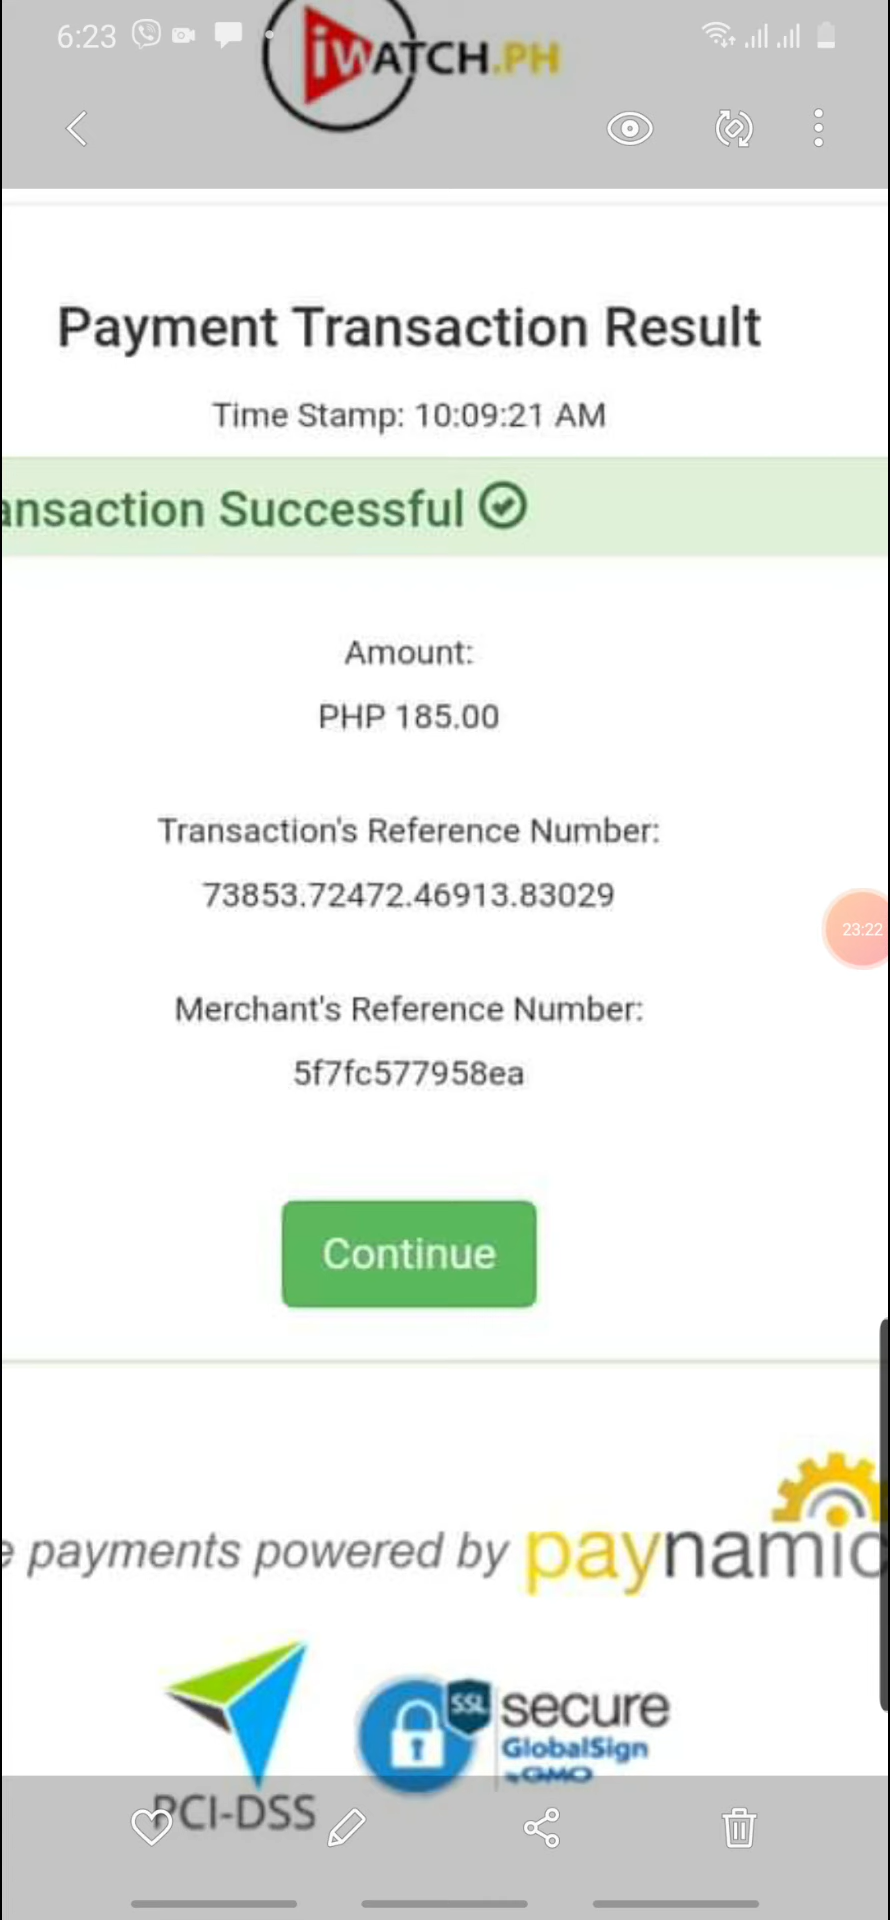 6:23
iWATCH.PH
Payment Transaction Result
Time Stamp: 10:09:21 AM
ansaction Successful
Amount:
PHP 185.00
Transaction's Reference Number:
73853.72472.46913.83029
23:22
Merchant's Reference Number:
5f7fc577958ea
Continue
e payments powered by paynamic
SSL secure
GlobalSign
by GMO
PCI-DSS